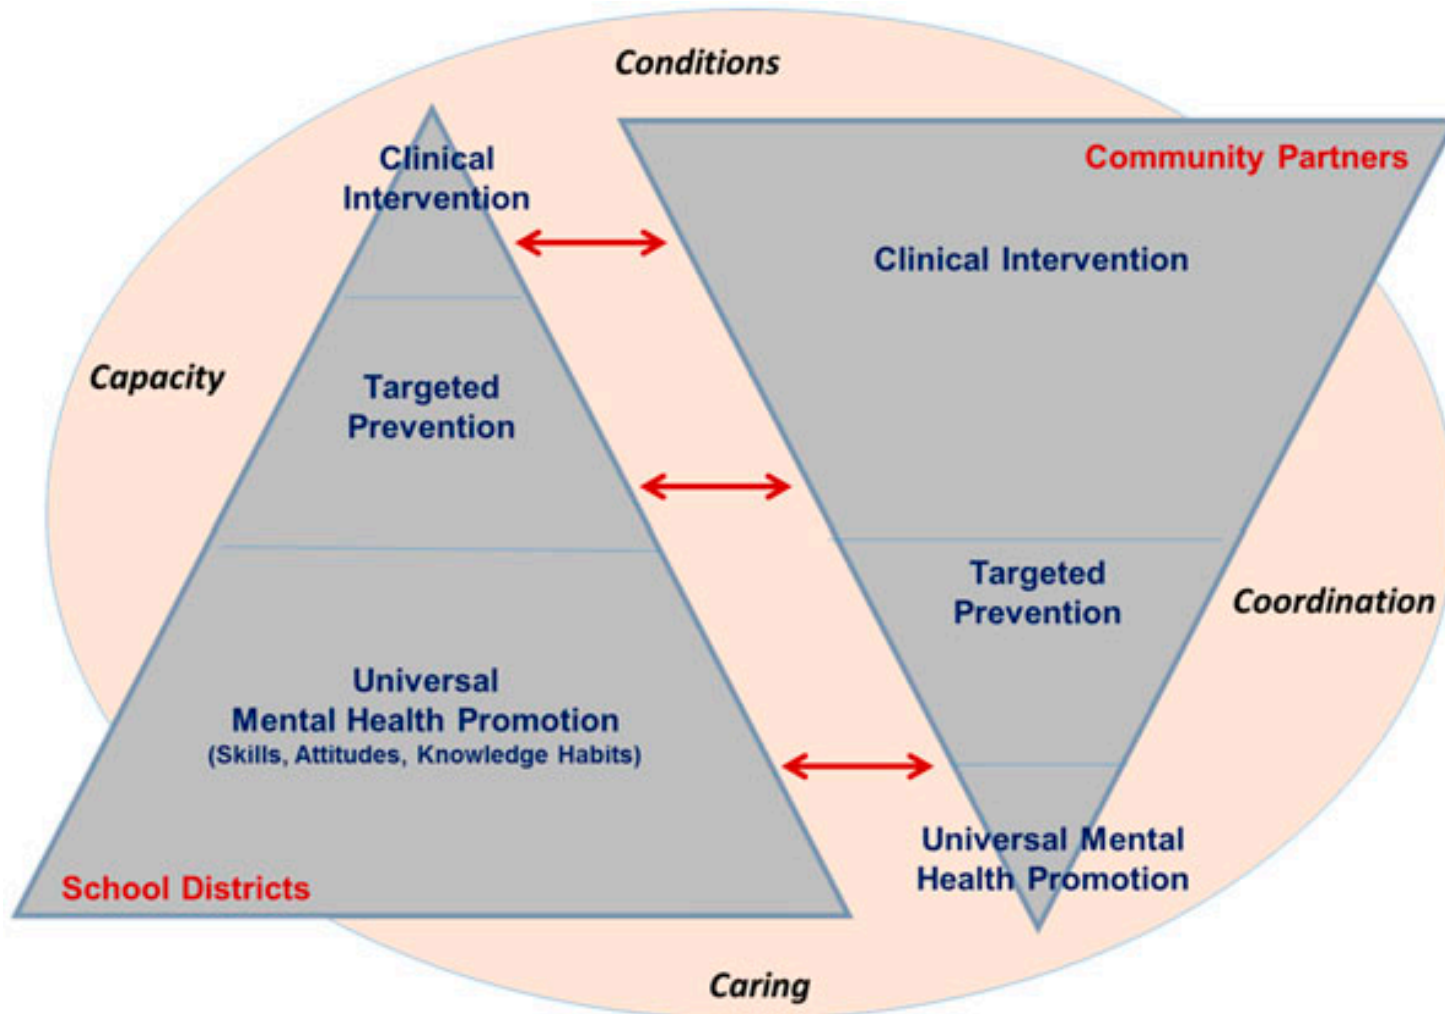 Conditions
Clinical
Intervention
Community Partners
Clinical Intervention
Capacity
Targeted
Prevention
Targeted
Prevention
Coordination
Universal
Mental Health Promotion
(Skills, Attitudes, Knowledge Habits)
Universal Mental
Health Promotion
School Districts
Caring